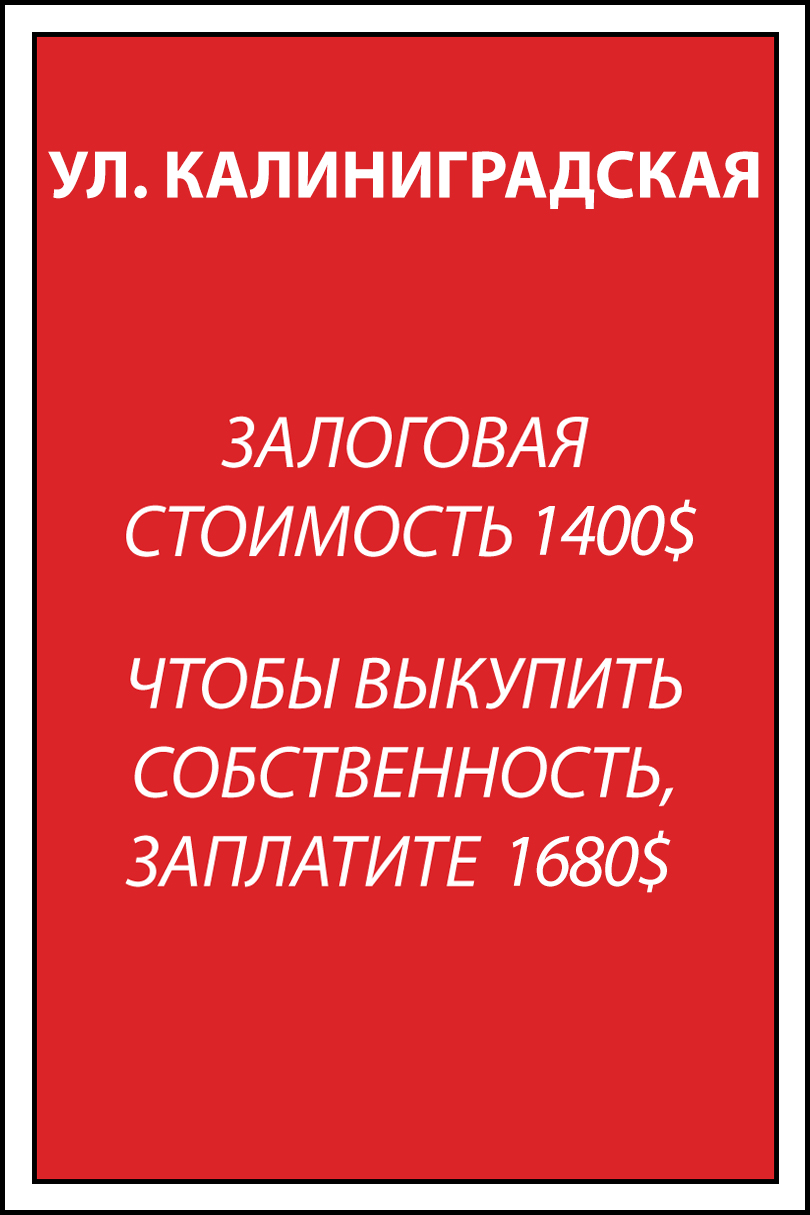 УЛ. КАЛИНИГРАДСКАЯ
ЗАЛОГОВАЯ
СТОИМОСТЬ 1400$
ЧТОБЫ ВЫКУПИТЬ
СОБСТВЕННОСТЬ,
ЗАПЛАТИТЕ 1680$